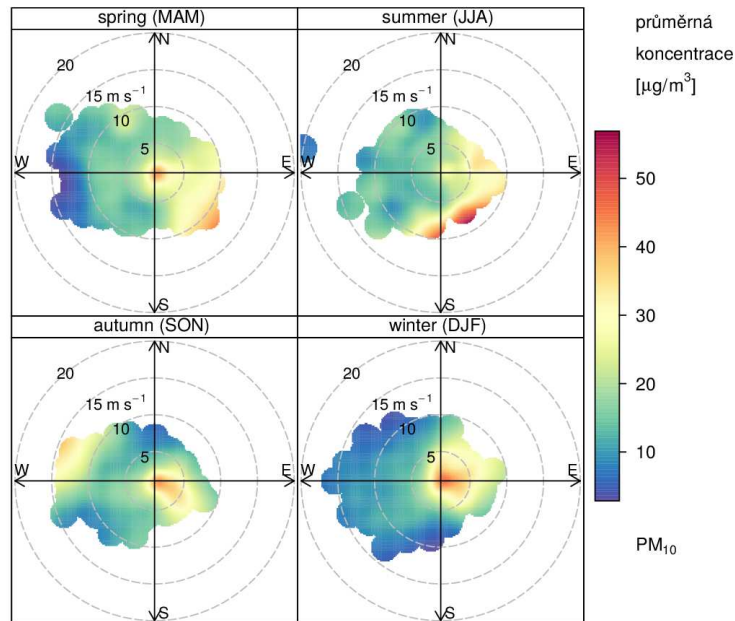 spring (MAM)
N
20
15 m s⁻¹
10
5
W
E
S
summer (JJA)
N
20
15 m s⁻¹
10
5
W
E
S
autumn (SON)
N
20
15 m s⁻¹
10
5
W
E
S
winter (DJF)
N
20
15 m s⁻¹
10
5
W
E
S
průměrná
koncentrace
[μg/m³]
50
40
30
20
10
PM₁₀